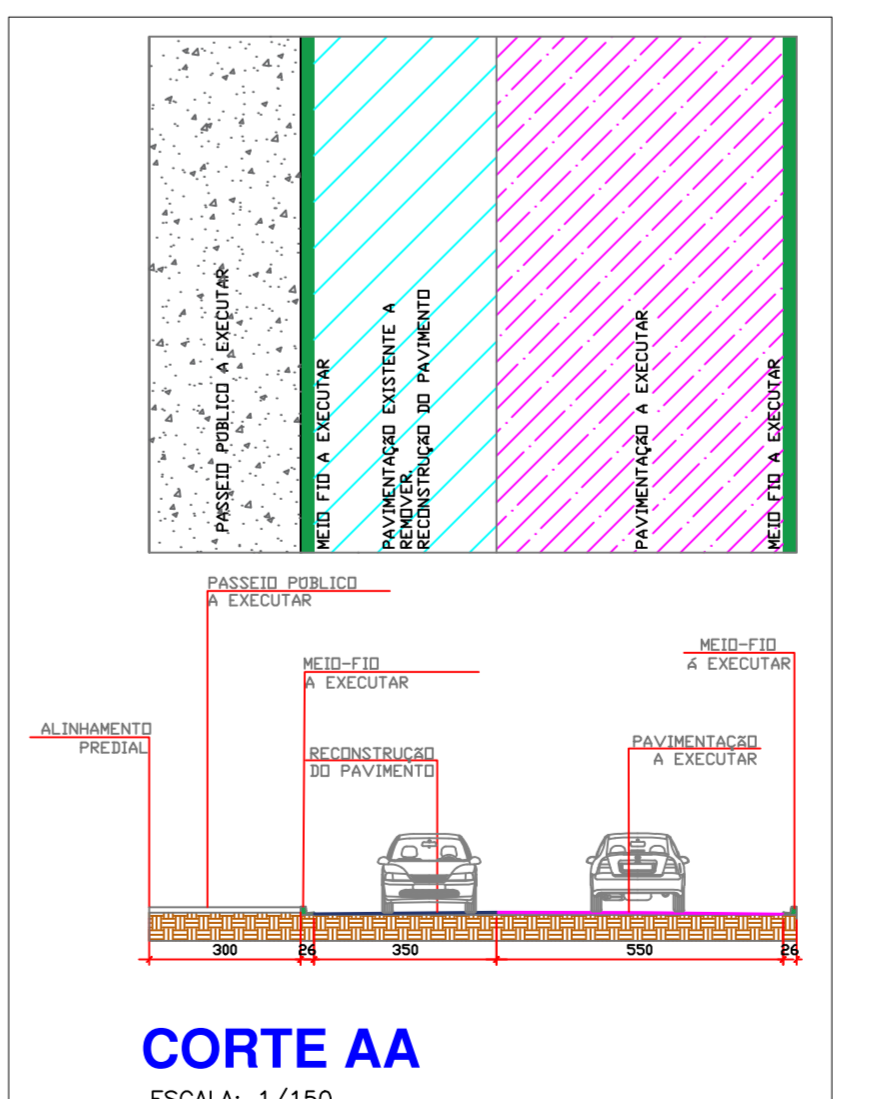 PASSEIO PÚBLICO A EXECUTAR
MEIO FIO A EXECUTAR
PAVIMENTAÇÃO EXISTENTE A
REMOVER.
RECONSTRUÇÃO DO PAVIMENTO
PAVIMENTAÇÃO A EXECUTAR
MEIO FIO A EXECUTAR
PASSEIO PÚBLICO
A EXECUTAR
MEIO-FIO
A EXECUTAR
MEIO-FIO
Á EXECUTAR
ALINHAMENTO
PREDIAL
RECONSTRUÇÃO
DO PAVIMENTO
PAVIMENTAÇÃO
A EXECUTAR
300
26
350
550
26
CORTE AA
ESCALA: 1/150